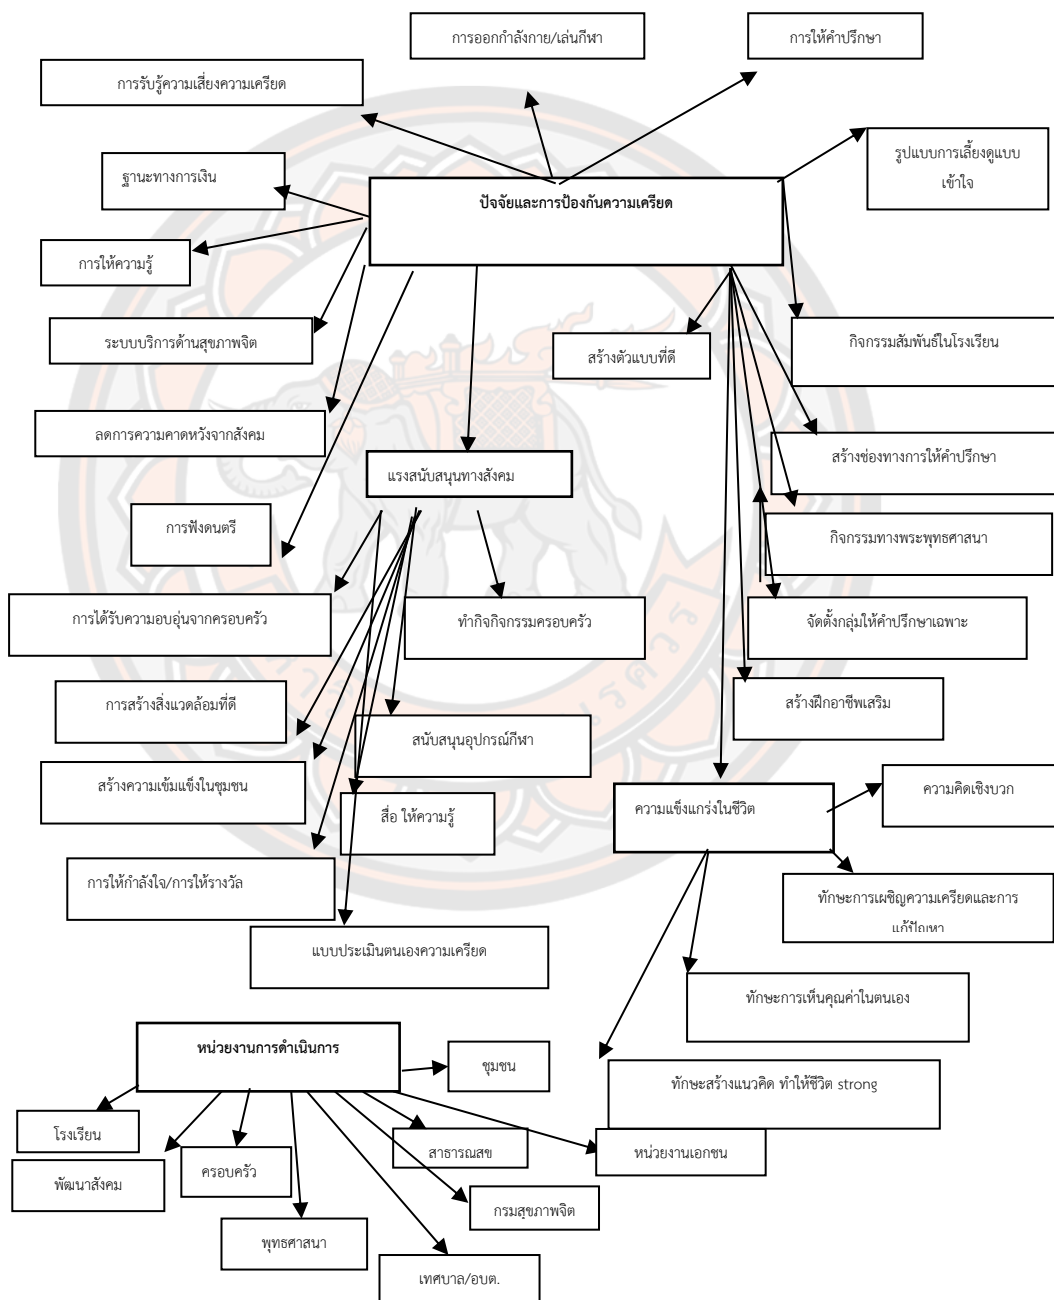 การออกกำลังกาย/เล่นกีฬา
การให้คำปรึกษา
การรับรู้ความเสี่ยงความเครียด
รูปแบบการเลี้ยงดูแบบ
เข้าใจ
ฐานะทางการเงิน
ปัจจัยและการป้องกันความเครียด
การให้ความรู้
ระบบบริการด้านสุขภาพจิต
สร้างตัวแบบที่ดี
กิจกรรมสัมพันธ์ในโรงเรียน
ลดการความคาดหวังจากสังคม
สร้างช่องทางการให้คำปรึกษา
แรงสนับสนุนทางสังคม
การฟังดนตรี
กิจกรรมทางพระพุทธศาสนา
การได้รับความอบอุ่นจากครอบครัว
ทำกิจกิจกรรมครอบครัว
จัดตั้งกลุ่มให้คำปรึกษาเฉพาะ
การสร้างสิ่งแวดล้อมที่ดี
สร้างฝึกอาชีพเสริม
สนับสนุนอุปกรณ์กีฬา
สร้างความเข้มแข็งในชุมชน
สื่อ ให้ความรู้
ความแข็งแกร่งในชีวิต
ความคิดเชิงบวก
การให้กำลังใจ/การให้รางวัล
ทักษะการเผชิญความเครียดและการ
แก้ปัญหา
แบบประเมินตนเองความเครียด
ทักษะการเห็นคุณค่าในตนเอง
หน่วยงานการดำเนินการ
ชุมชน
ทักษะสร้างแนวคิด ทำให้ชีวิต strong
โรงเรียน
สาธารณสุข
หน่วยงานเอกชน
พัฒนาสังคม
ครอบครัว
กรมสุขภาพจิต
พุทธศาสนา
เทศบาล/อบต.